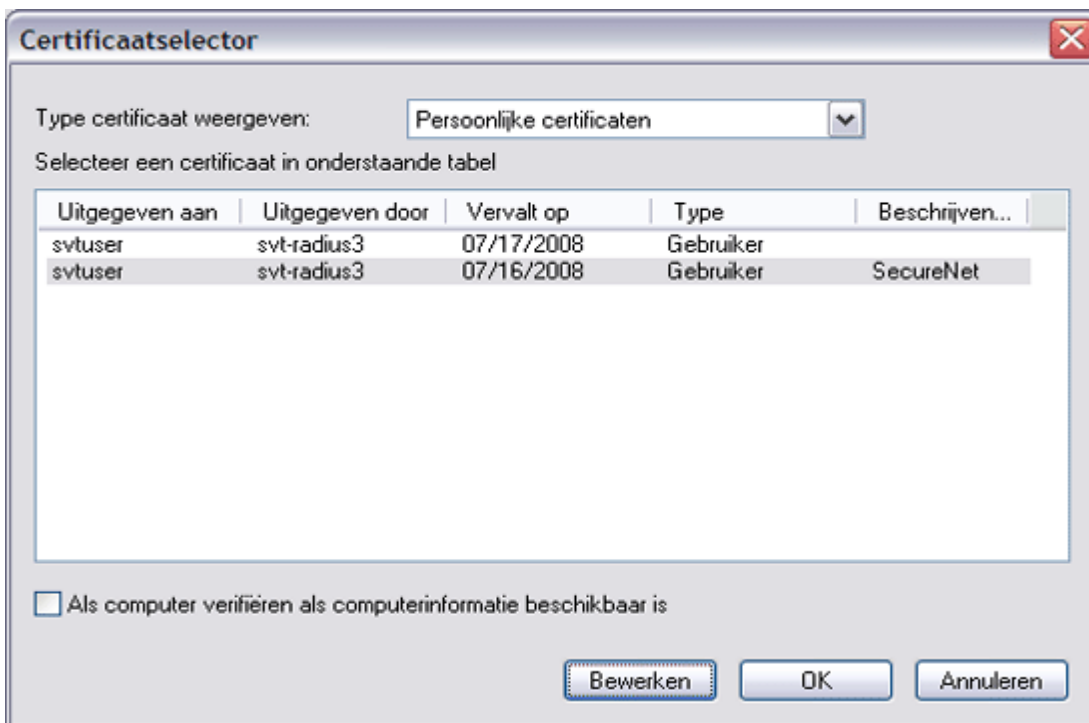 Certificaatselector
Type certificaat weergeven: Persoonlijke certificaten
Selecteer een certificaat in onderstaande tabel
Uitgegeven aan Uitgegeven door Vervalt op Type Beschrijven...
svtuser svt-radius3 07/17/2008 Gebruiker
svtuser svt-radius3 07/16/2008 Gebruiker SecureNet
Als computer verifiëren als computerinformatie beschikbaar is
Bewerken OK Annuleren